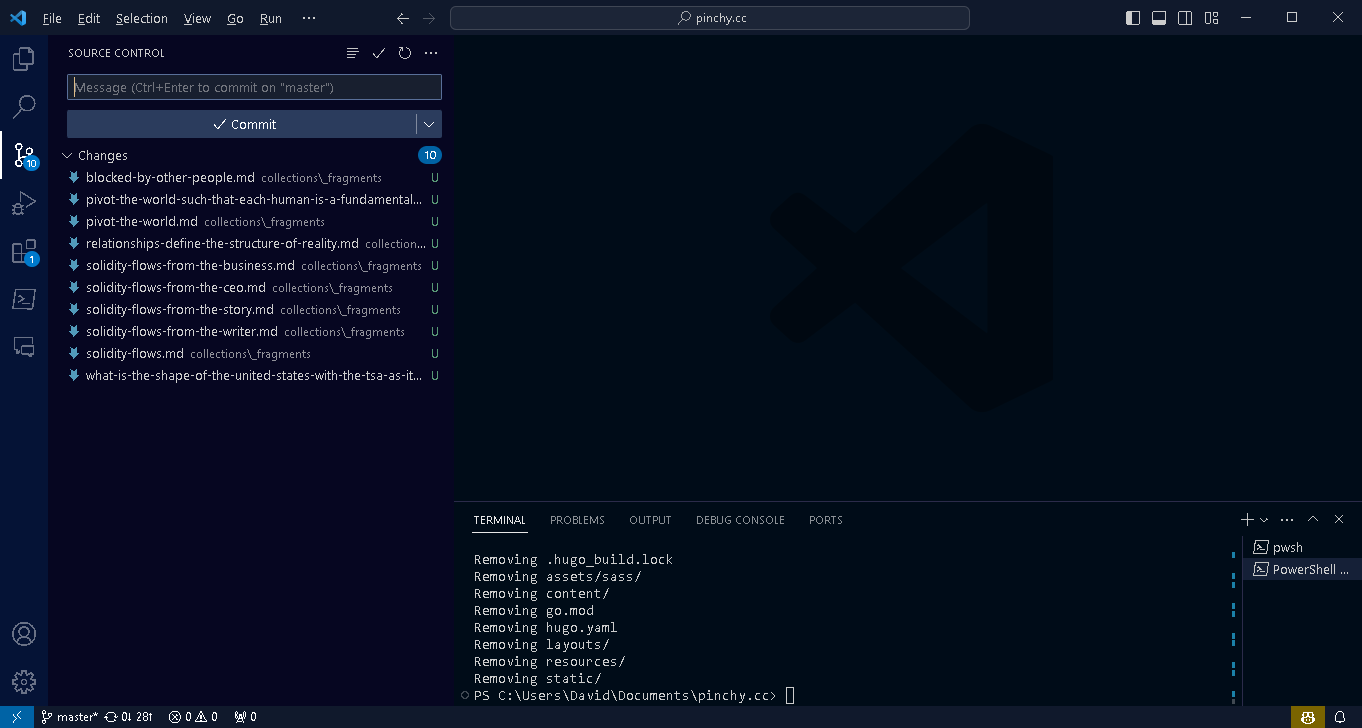 File Edit Selection View Go Run ··· pinchy.cc
SOURCE CONTROL
Message (Ctrl+Enter to commit on "master")
Commit
Changes 10
blocked-by-other-people.md collections\_fragments U
pivot-the-world-such-that-each-human-is-a-fundamental... U
pivot-the-world.md collections\_fragments U
relationships-define-the-structure-of-reality.md collection... U
solidity-flows-from-the-business.md collections\_fragments U
solidity-flows-from-the-ceo.md collections\_fragments U
solidity-flows-from-the-story.md collections\_fragments U
solidity-flows-from-the-writer.md collections\_fragments U
solidity-flows.md collections\_fragments U
what-is-the-shape-of-the-united-states-with-the-tsa-as-it... U
10
1
TERMINAL PROBLEMS OUTPUT DEBUG CONSOLE PORTS
Removing .hugo_build.lock
Removing assets/sass/
Removing content/
Removing go.mod
Removing hugo.yaml
Removing layouts/
Removing resources/
Removing static/
PS C:\Users\David\Documents\pinchy.cc>
pwsh
PowerShell ...
master* 0↓ 28↑ 0 0 0